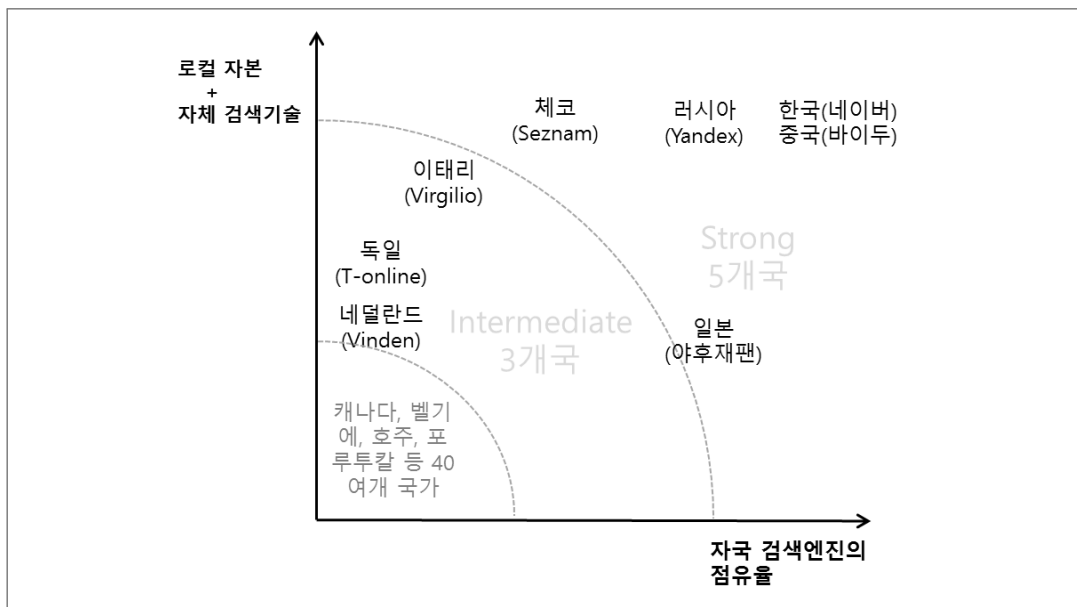 로컬 자본
+
자체 검색기술
체코
(Seznam)
러시아
(Yandex)
한국(네이버)
중국(바이두)
이태리
(Virgilio)
독일
(T-online)
Strong
5개국
네덜란드
(Vinden)
Intermediate
3개국
일본
(야후재팬)
캐나다, 벨기
에, 호주, 포
루투칼 등 40
여개 국가
자국 검색엔진의
점유율